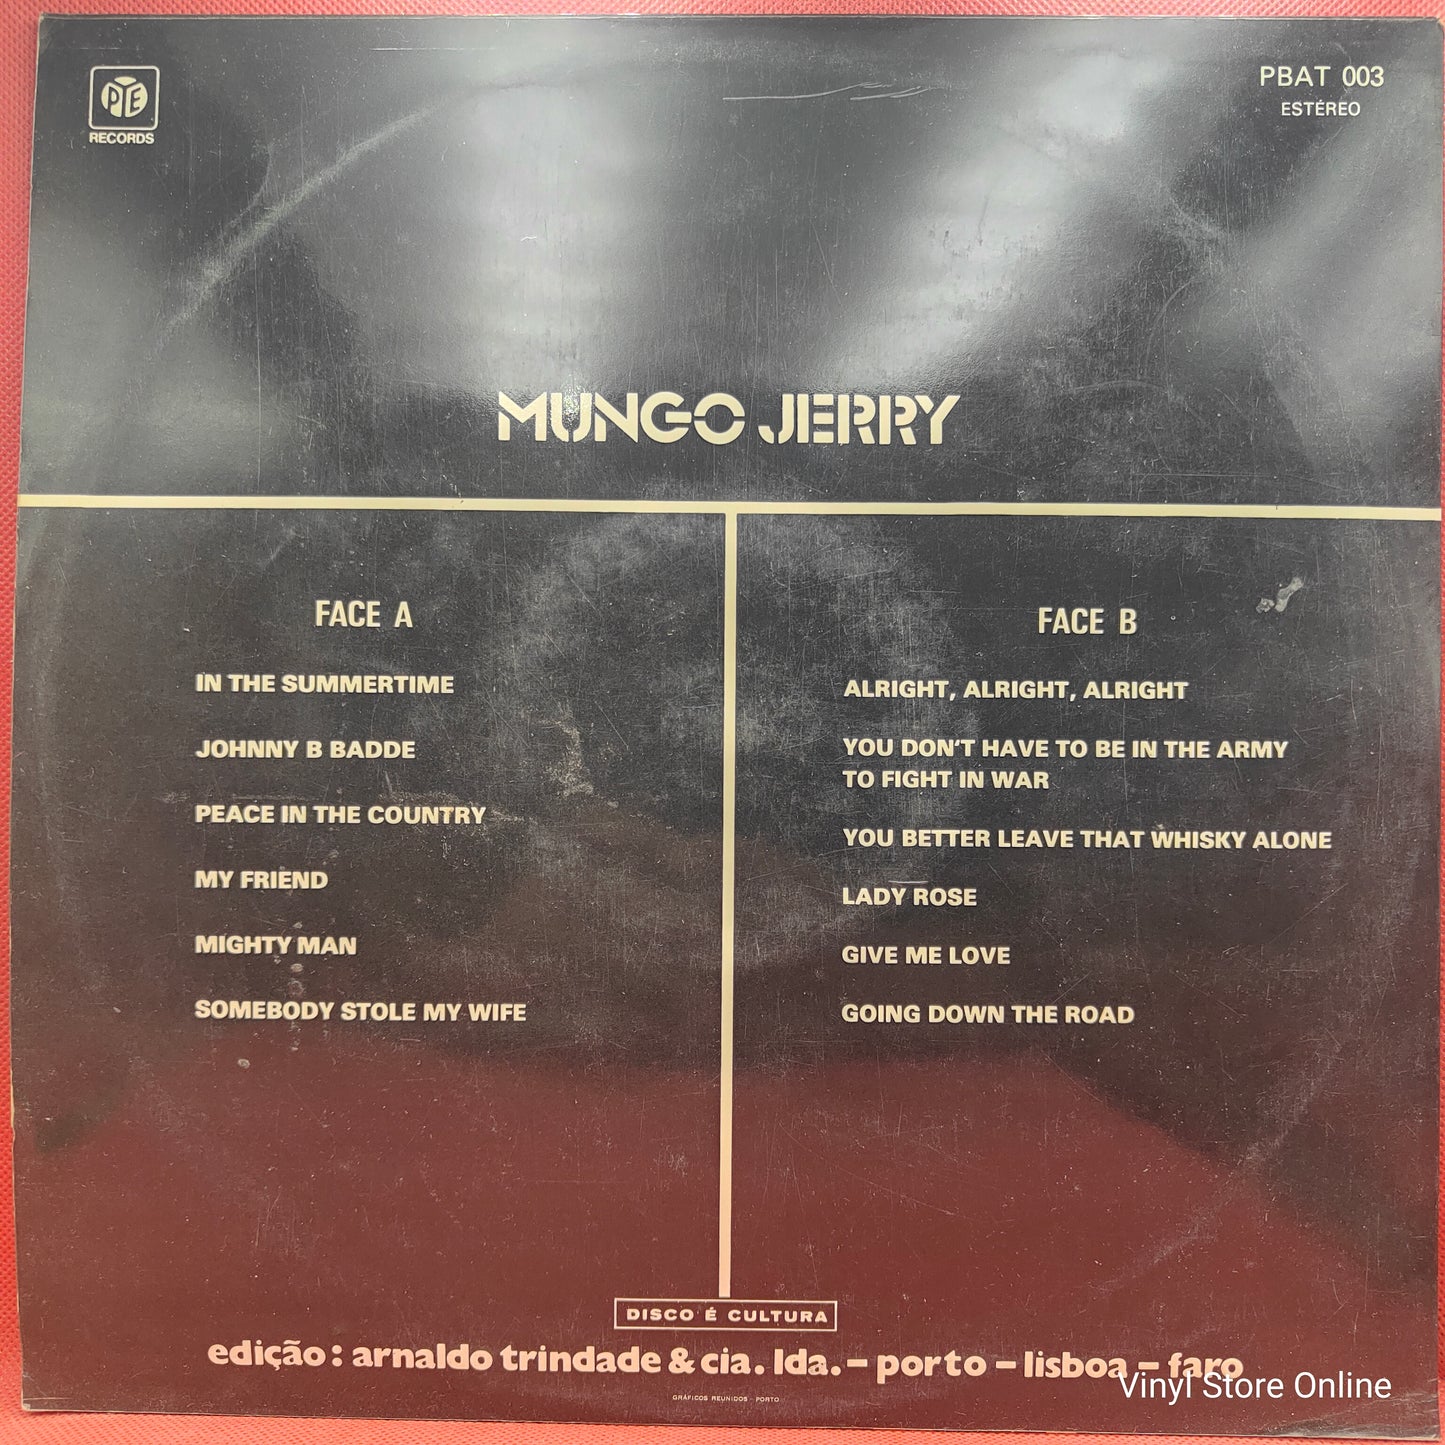 PYE
RECORDS
PBAT 003
ESTÉREO
MUNGO JERRY
FACE A
IN THE SUMMERTIME
JOHNNY B BADDE
PEACE IN THE COUNTRY
MY FRIEND
MIGHTY MAN
SOMEBODY STOLE MY WIFE
FACE B
ALRIGHT, ALRIGHT, ALRIGHT
YOU DON'T HAVE TO BE IN THE ARMY
TO FIGHT IN WAR
YOU BETTER LEAVE THAT WHISKY ALONE
LADY ROSE
GIVE ME LOVE
GOING DOWN THE ROAD
DISCO É CULTURA
edição: arnaldo trindade & cia. lda. – porto – lisboa – faro
GRÁFICOS REUNIDOS - PORTO
Vinyl Store Online